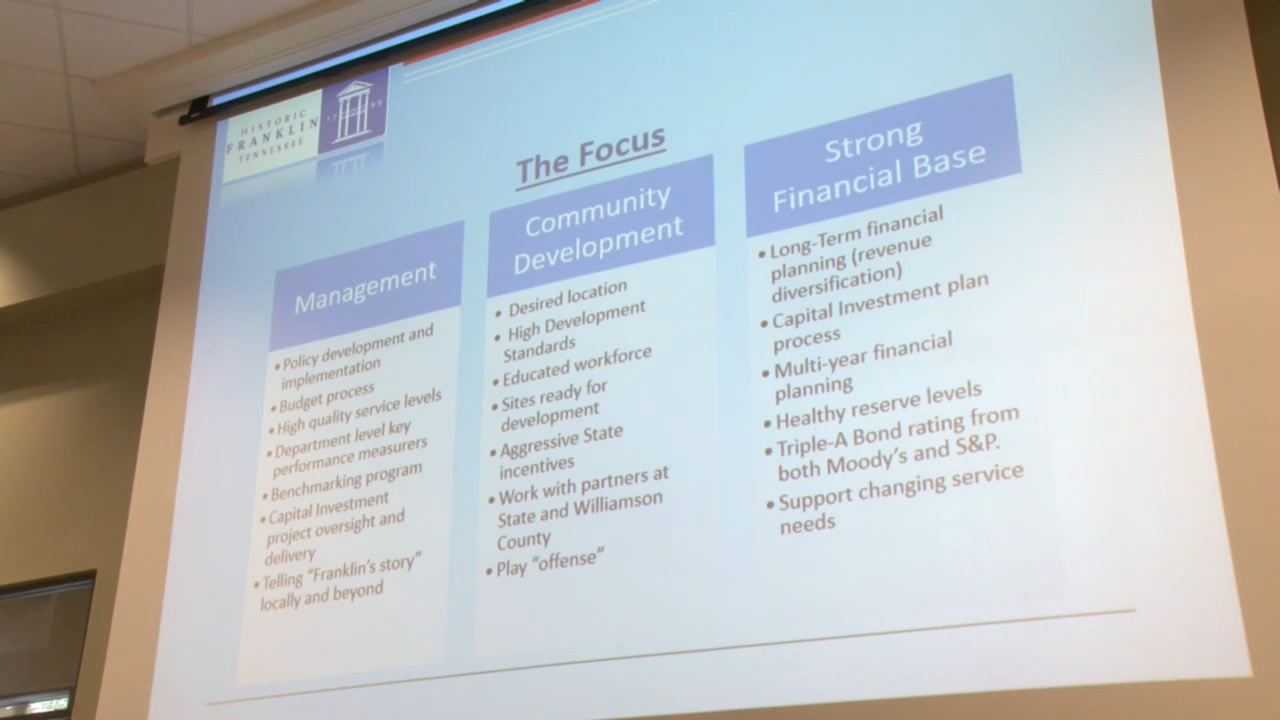 HISTORIC
FRANKLIN
TENNESSEE
The Focus
Management
• Policy development and
implementation
• Budget process
• High quality service levels
• Department level key
performance measurers
• Benchmarking program
• Capital Investment
project oversight and
delivery
• Telling “Franklin’s story”
locally and beyond
Community
Development
• Desired location
• High Development
Standards
• Educated workforce
• Sites ready for
development
• Aggressive State
incentives
• Work with partners at
State and Williamson
County
• Play “offense”
Strong
Financial Base
• Long-Term financial
planning (revenue
diversification)
• Capital Investment plan
process
• Multi-year financial
planning
• Healthy reserve levels
• Triple-A Bond rating from
both Moody’s and S&P.
• Support changing service
needs